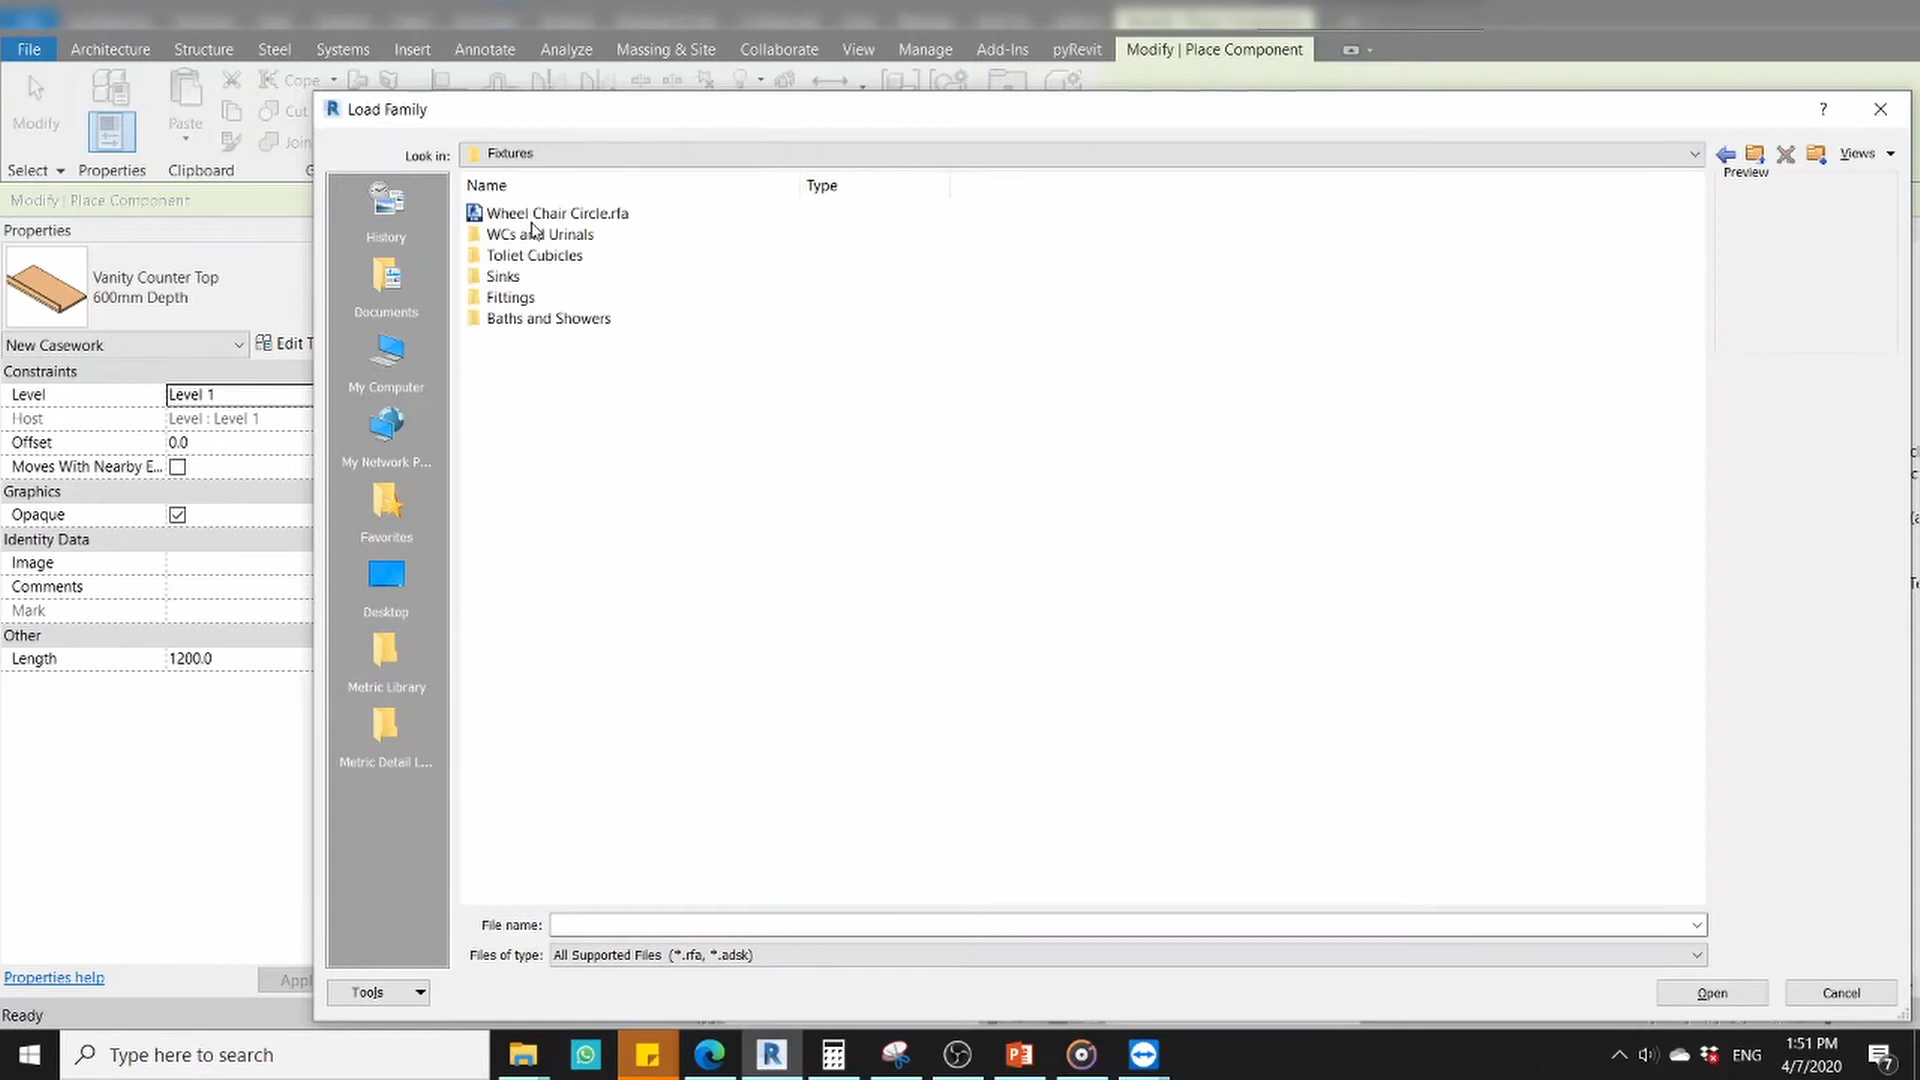 File Architecture Structure Steel Systems Insert Annotate Analyze Massing & Site Collaborate View Manage Add-Ins pyRevit Modify | Place Component
Modify
Paste
Cope
Cut
Join
Select Properties Clipboard G
Modify | Place Component
Properties
Vanity Counter Top
600mm Depth
New Casework Edit T
Constraints
Level Level 1
Host Level : Level 1
Offset 0.0
Moves With Nearby E...
Graphics
Opaque
Identity Data
Image
Comments
Mark
Other
Length 1200.0
Properties help Appl
Ready
Load Family
?
Look in: Fixtures
Views
Preview
Name Type
Wheel Chair Circle.rfa
WCs and Urinals
Toliet Cubicles
Sinks
Fittings
Baths and Showers
History
Documents
My Computer
My Network P...
Favorites
Desktop
Metric Library
Metric Detail L...
File name:
Files of type: All Supported Files (*.rfa, *.adsk)
Tools
Open Cancel
Type here to search
ENG
1:51 PM
4/7/2020
7